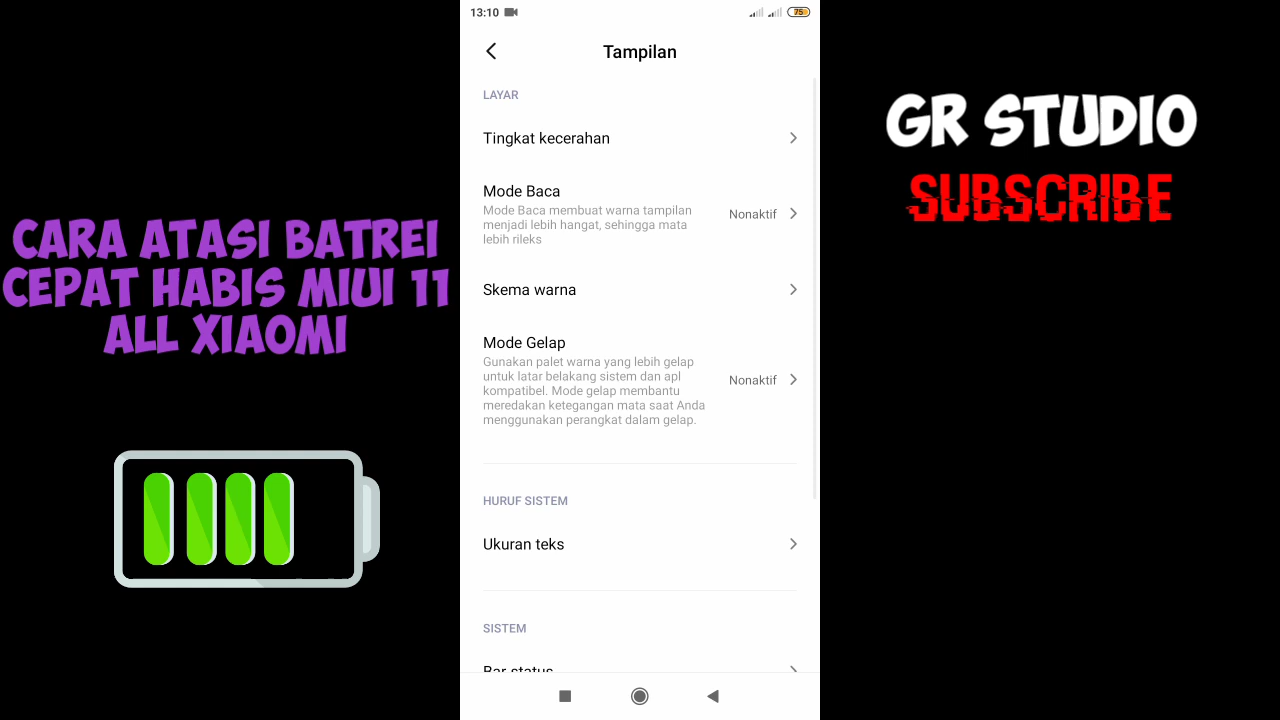 CARA ATASI BATREI
CEPAT HABIS MIUI 11
ALL XIAOMI
13:10
75
Tampilan
LAYAR
Tingkat kecerahan
Mode Baca
Mode Baca membuat warna tampilan
menjadi lebih hangat, sehingga mata
lebih rileks
Nonaktif
Skema warna
Mode Gelap
Gunakan palet warna yang lebih gelap
untuk latar belakang sistem dan apl
kompatibel. Mode gelap membantu
meredakan ketegangan mata saat Anda
menggunakan perangkat dalam gelap.
Nonaktif
HURUF SISTEM
Ukuran teks
SISTEM
Bar status
GR STUDIO
SUBSCRIBE